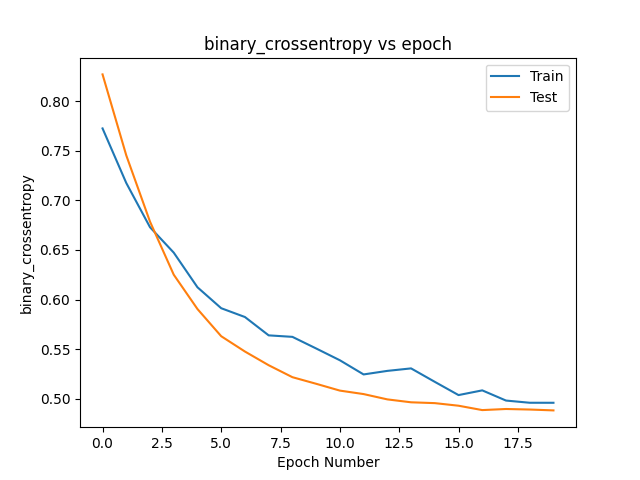 binary_crossentropy vs epoch
Train
Test
binary_crossentropy
0.80
0.75
0.70
0.65
0.60
0.55
0.50
0.0 2.5 5.0 7.5 10.0 12.5 15.0 17.5
Epoch Number